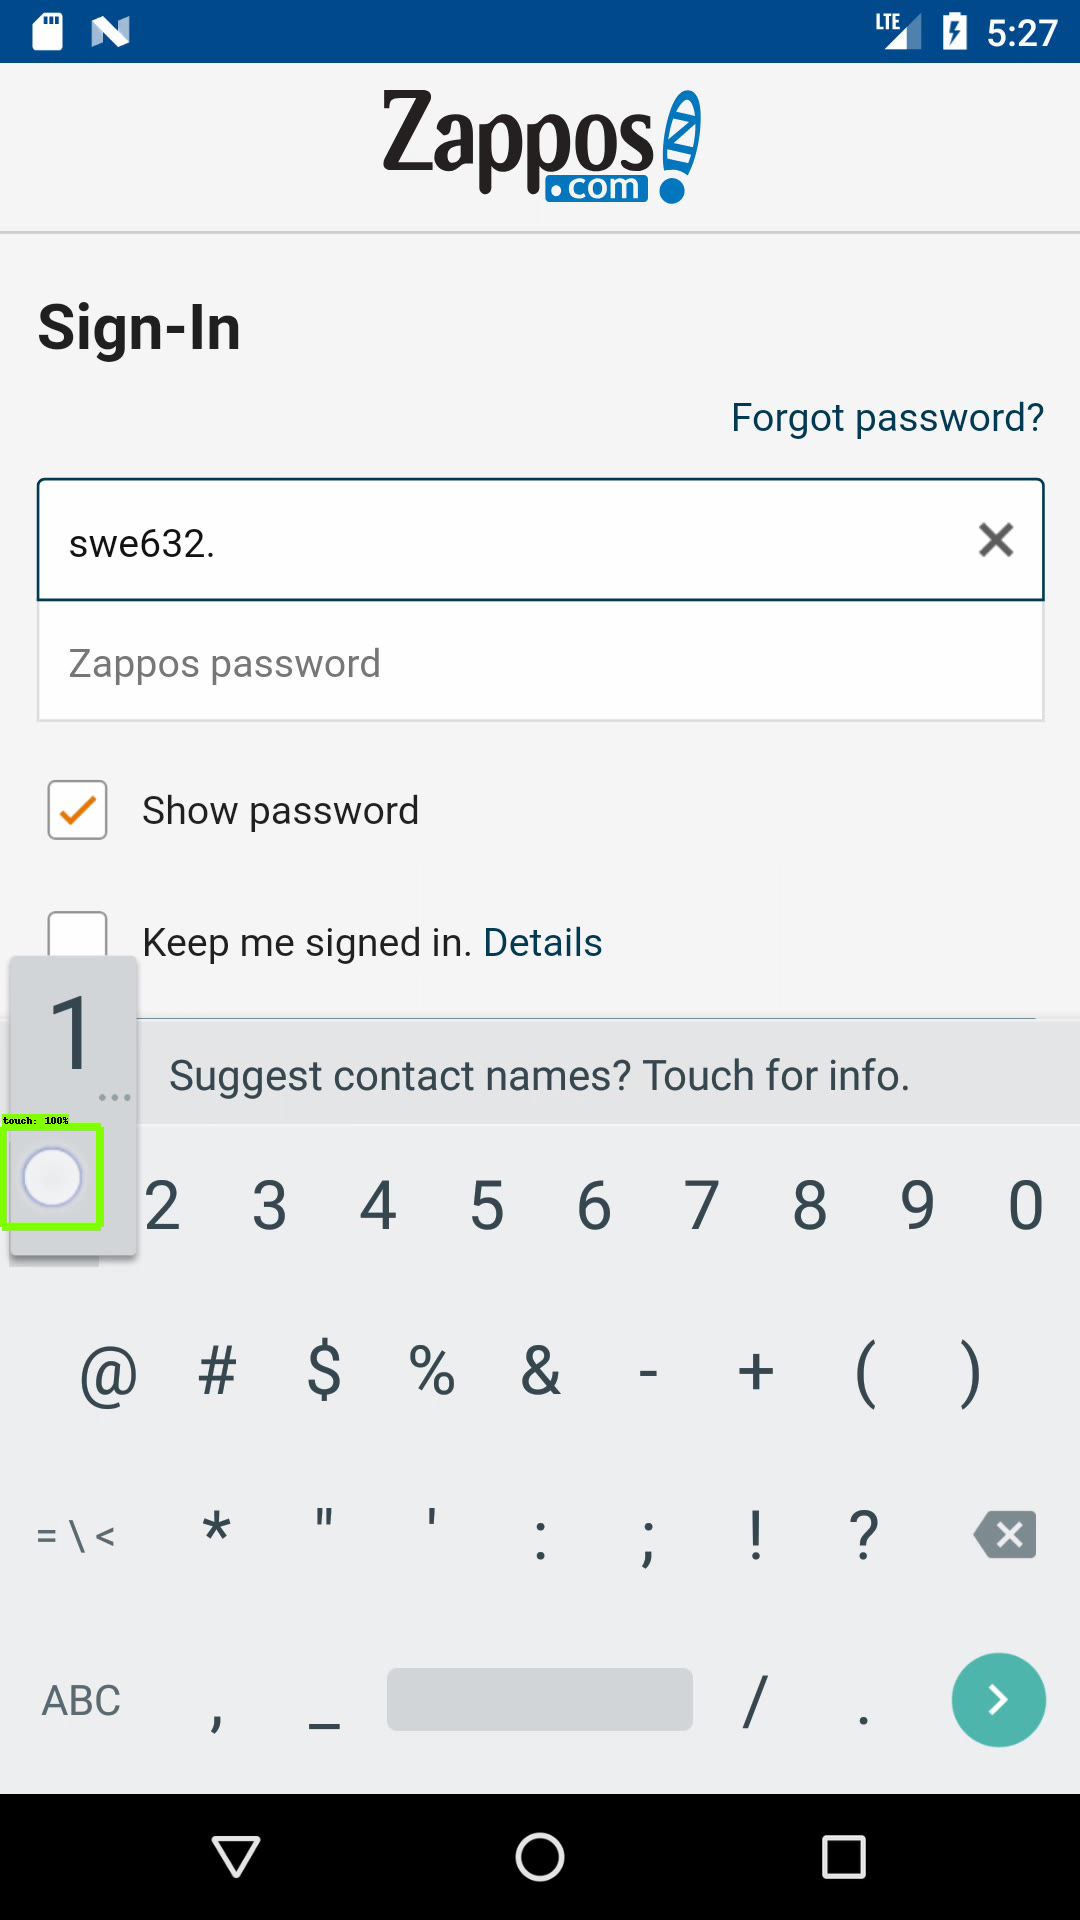 LTE 5:27
Zappos
.com
Sign-In
Forgot password?
swe632.
Zappos password
Show password
Keep me signed in. Details
1
...
Suggest contact names? Touch for info.
touch: 100%
2 3 4 5 6 7 8 9 0
@ # $ % & - + ( )
= \ < * " ' : ; ! ?
ABC , _ / .